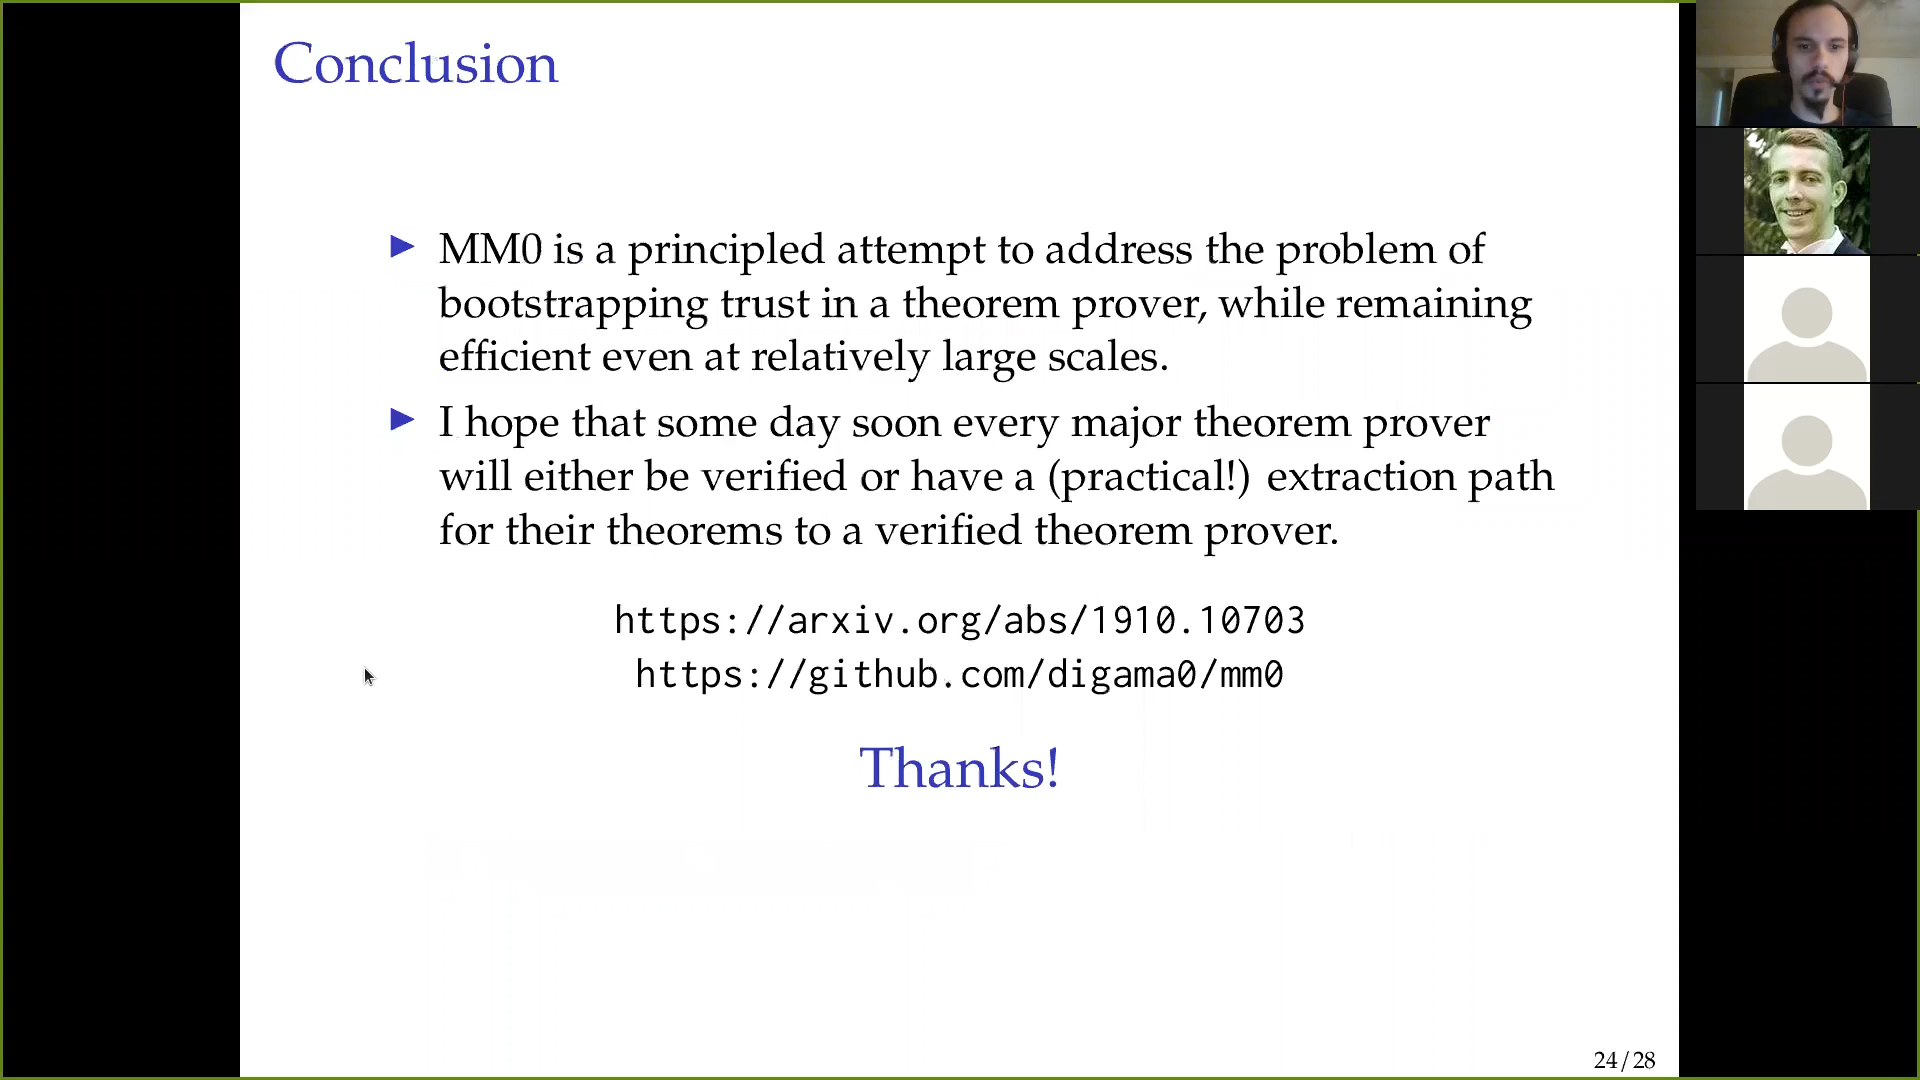 Conclusion
▶ MM0 is a principled attempt to address the problem of
bootstrapping trust in a theorem prover, while remaining
efficient even at relatively large scales.
▶ I hope that some day soon every major theorem prover
will either be verified or have a (practical!) extraction path
for their theorems to a verified theorem prover.
https://arxiv.org/abs/1910.10703
https://github.com/digama0/mm0
Thanks!
24/28